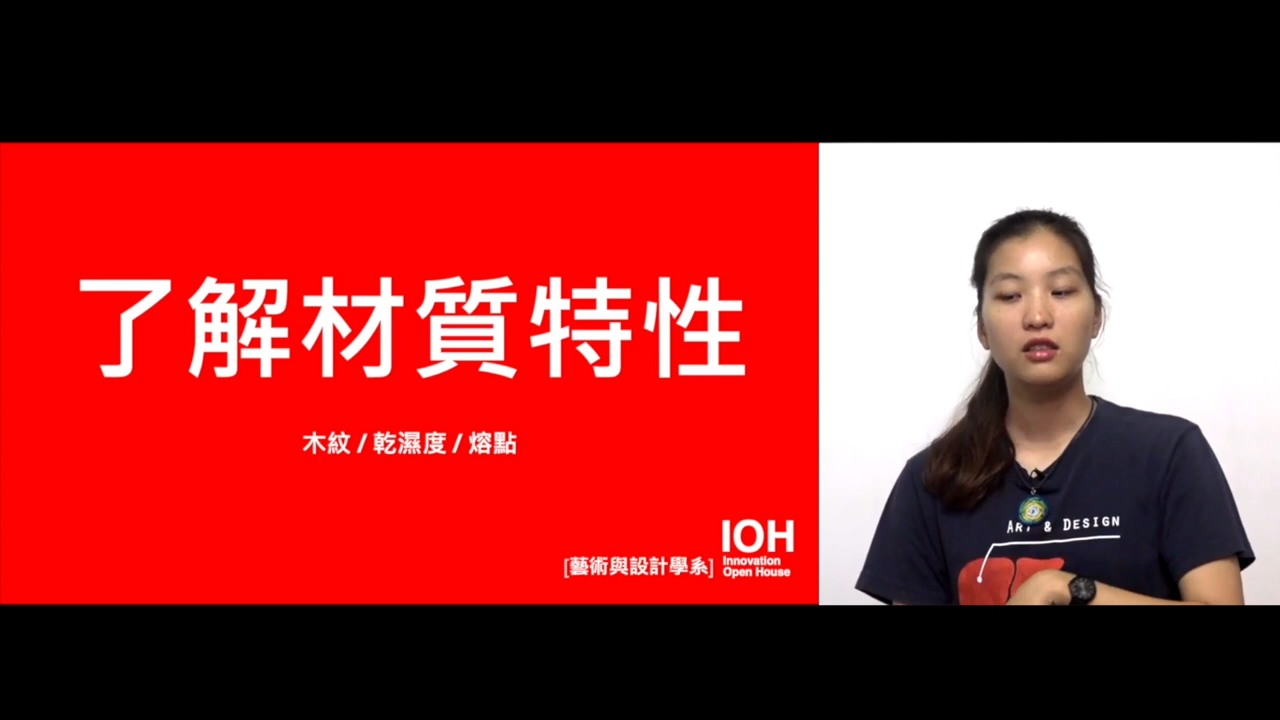 了解材質特性
木紋 / 乾濕度 / 熔點
[藝術與設計學系]
IOH
Innovation
Open House
ART & DESIGN